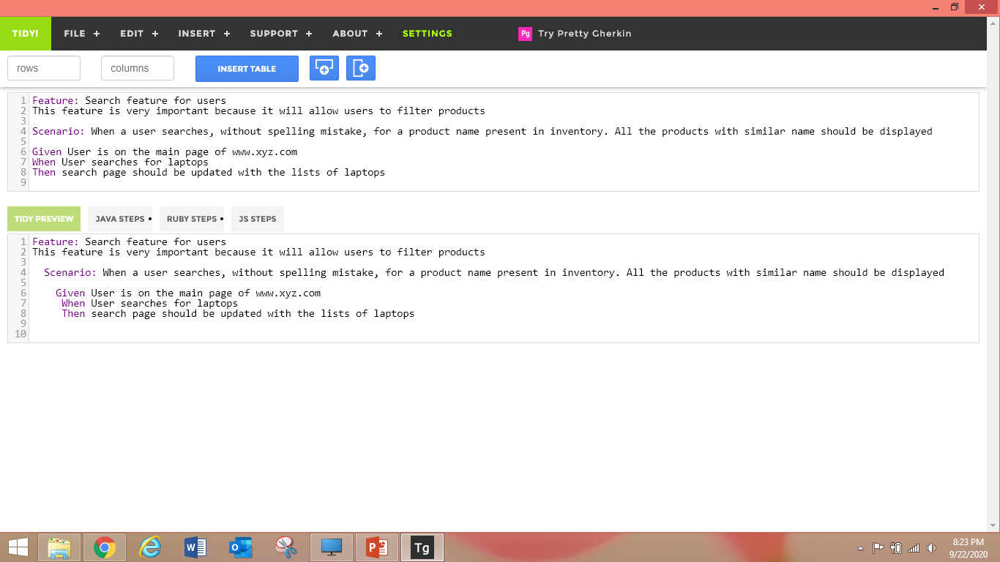 TIDY! FILE + EDIT + INSERT + SUPPORT + ABOUT + SETTINGS Pg Try Pretty Gherkin
rows columns INSERT TABLE
1 Feature: Search feature for users
2 This feature is very important because it will allow users to filter products
3
4 Scenario: When a user searches, without spelling mistake, for a product name present in inventory. All the products with similar name should be displayed
5
6 Given User is on the main page of www.xyz.com
7 When User searches for laptops
8 Then search page should be updated with the lists of laptops
9
TIDY PREVIEW JAVA STEPS • RUBY STEPS • JS STEPS
1 Feature: Search feature for users
2 This feature is very important because it will allow users to filter products
3
4 Scenario: When a user searches, without spelling mistake, for a product name present in inventory. All the products with similar name should be displayed
5
6 Given User is on the main page of www.xyz.com
7 When User searches for laptops
8 Then search page should be updated with the lists of laptops
9
10
Tg
8:23 PM
9/22/2020